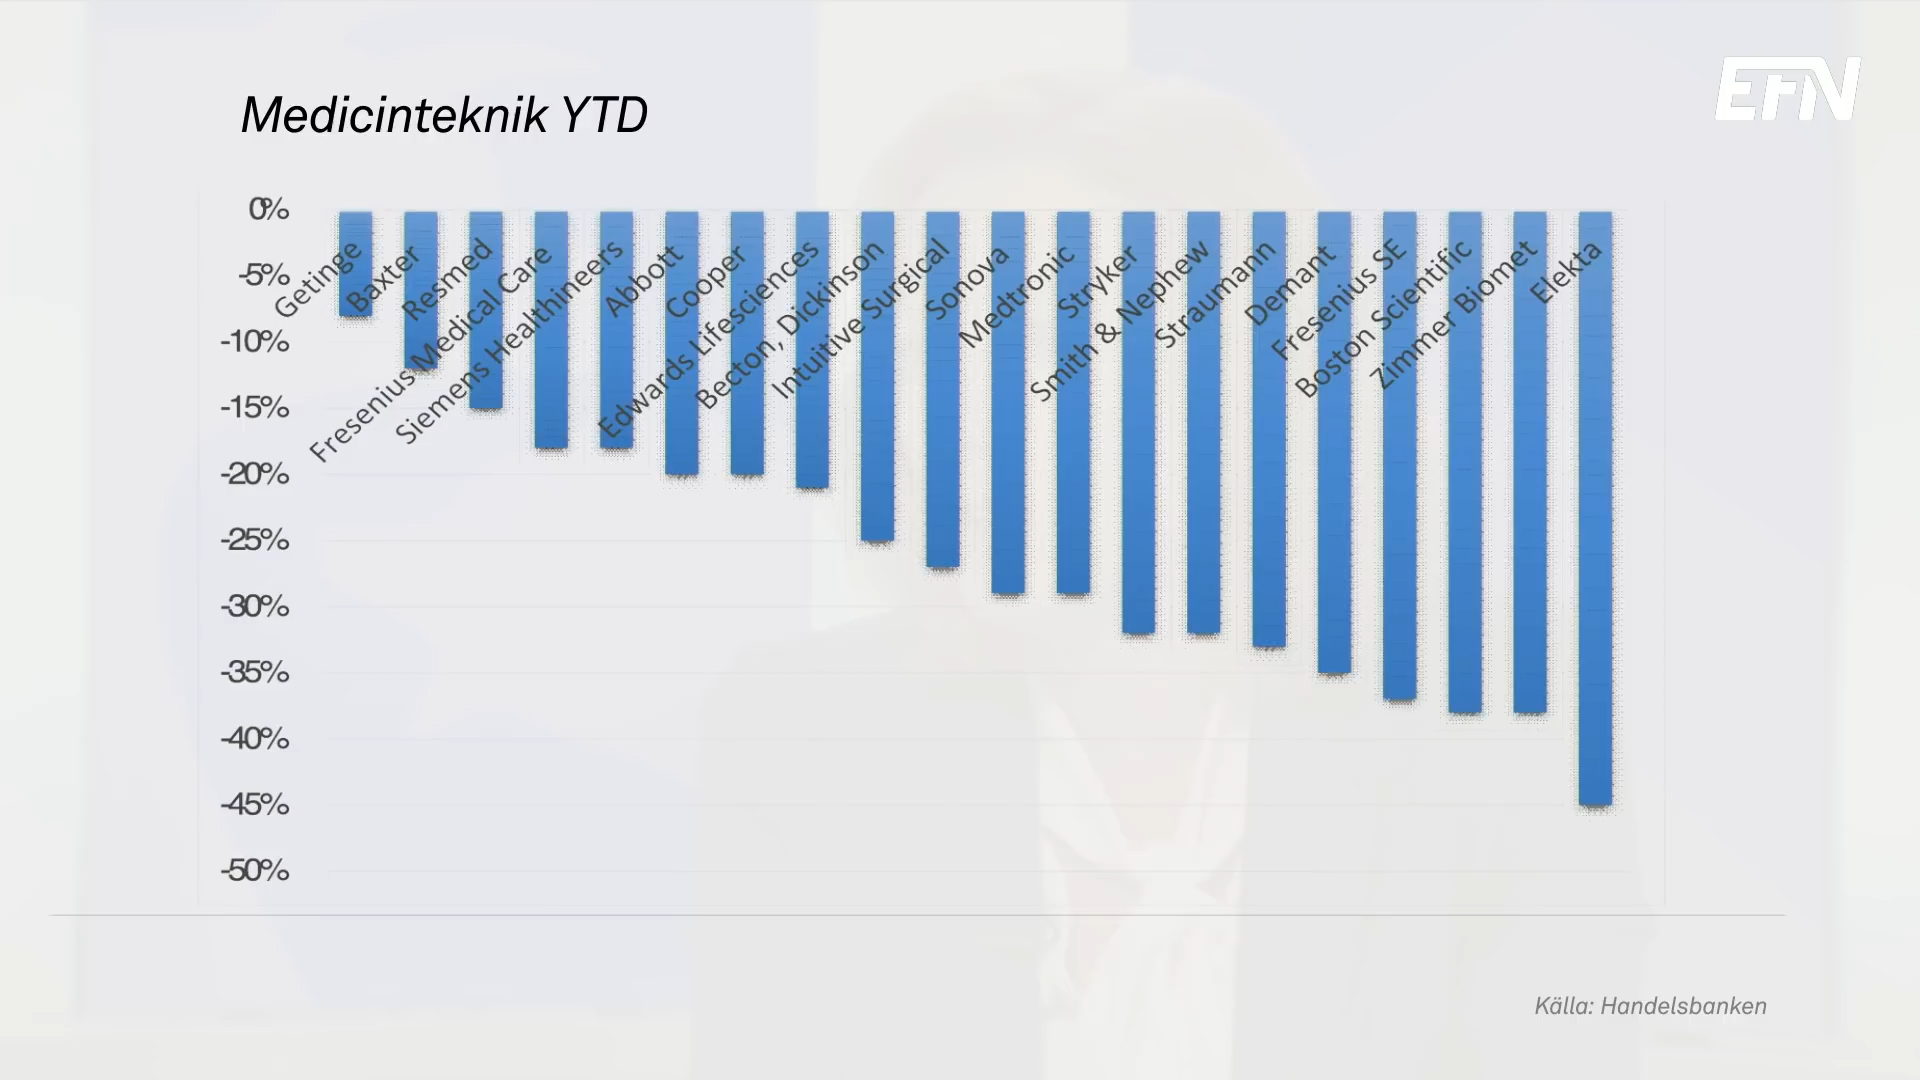 EFN
Medicinteknik YTD
0%
-5%
-10%
-15%
-20%
-25%
-30%
-35%
-40%
-45%
-50%
Getinge
Baxter
Resmed
Fresenius Medical Care
Siemens Healthineers
Abbott
Cooper
Edwards Lifesciences
Becton, Dickinson
Intuitive Surgical
Sonova
Medtronic
Stryker
Smith & Nephew
Straumann
Demant
Fresenius SE
Boston Scientific
Zimmer Biomet
Elekta
Källa: Handelsbanken